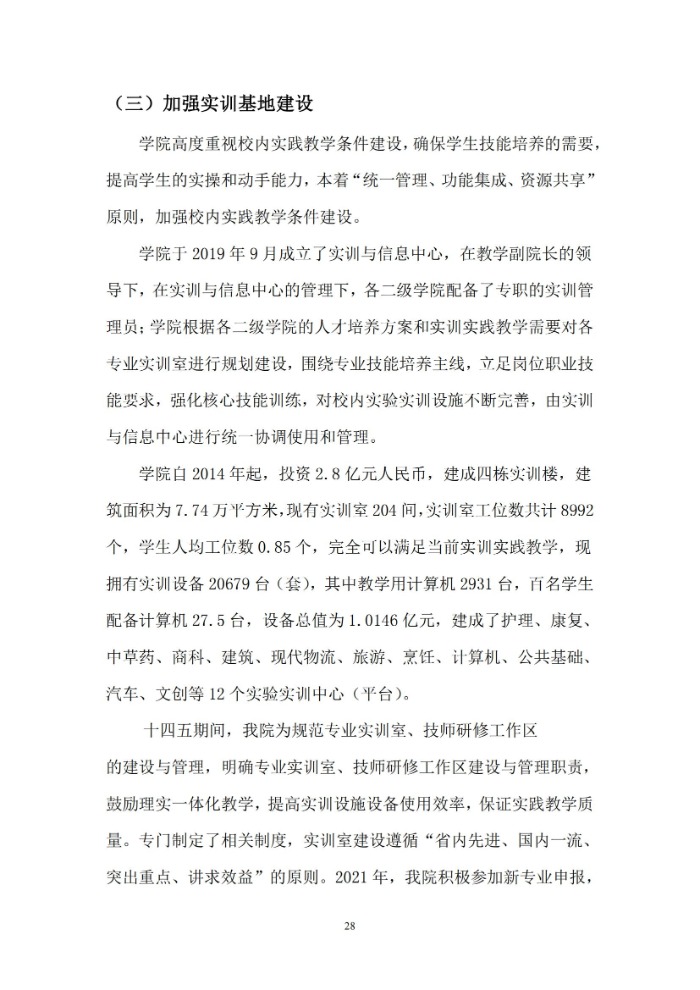 （三）加强实训基地建设
学院高度重视校内实践教学条件建设，确保学生技能培养的需要，
提高学生的实操和动手能力，本着“统一管理、功能集成、资源共享”
原则，加强校内实践教学条件建设。
学院于 2019 年 9 月成立了实训与信息中心，在教学副院长的领
导下，在实训与信息中心的管理下，各二级学院配备了专职的实训管
理员；学院根据各二级学院的人才培养方案和实训实践教学需要对各
专业实训室进行规划建设，围绕专业技能培养主线，立足岗位职业技
能要求，强化核心技能训练，对校内实验实训设施不断完善，由实训
与信息中心进行统一协调使用和管理。
学院自 2014 年起，投资 2.8 亿元人民币，建成四栋实训楼，建
筑面积为 7.74 万平方米，现有实训室 204 间，实训室工位数共计 8992
个，学生人均工位数 0.85 个，完全可以满足当前实训实践教学，现
拥有实训设备 20679 台（套），其中教学用计算机 2931 台，百名学生
配备计算机 27.5 台，设备总值为 1.0146 亿元，建成了护理、康复、
中草药、商科、建筑、现代物流、旅游、烹饪、计算机、公共基础、
汽车、文创等 12 个实验实训中心（平台）。
十四五期间，我院为规范专业实训室、技师研修工作区
的建设与管理，明确专业实训室、技师研修工作区建设与管理职责，
鼓励理实一体化教学，提高实训设施设备使用效率，保证实践教学质
量。专门制定了相关制度，实训室建设遵循“省内先进、国内一流、
突出重点、讲求效益”的原则。2021 年，我院积极参加新专业申报，
28